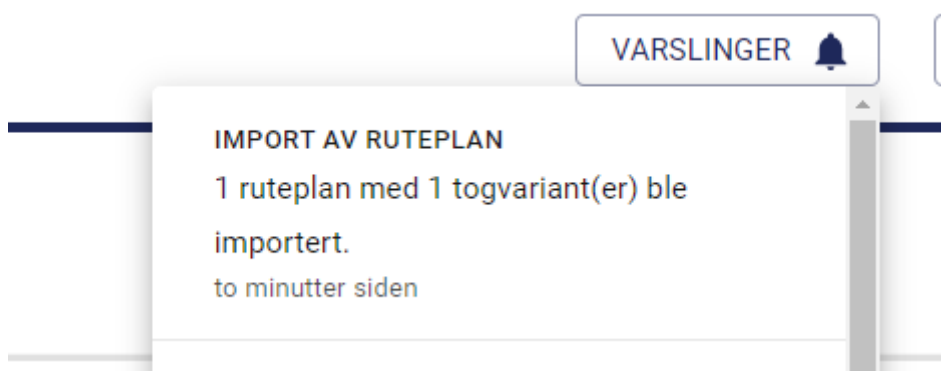 VARSLINGER
IMPORT AV RUTEPLAN
1 ruteplan med 1 togvariant(er) ble
importert.
to minutter siden